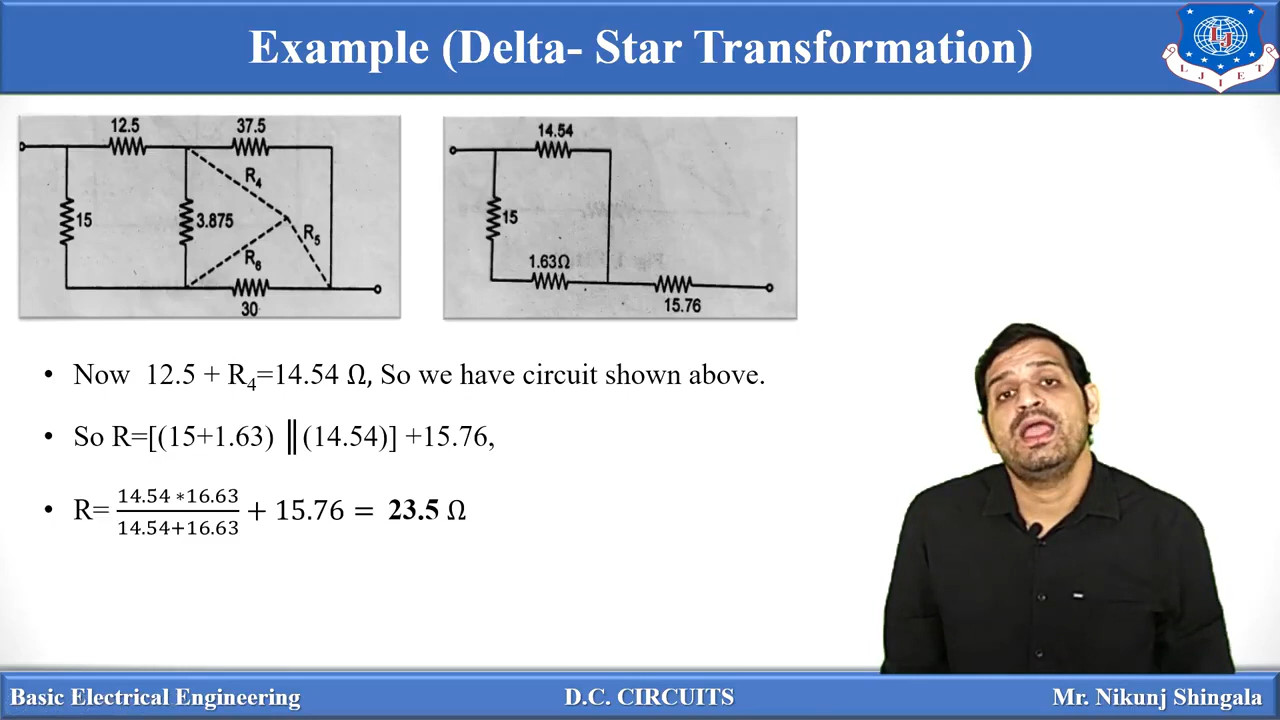 Example (Delta- Star Transformation)
L J I E T
12.5
37.5
R4
15
3.875
R5
R6
30
14.54
15
1.63Ω
15.76
• Now 12.5 + R4=14.54 Ω, So we have circuit shown above.
• So R=[(15+1.63) ‖(14.54)] +15.76,
• R= 14.54 *16.63 / 14.54+16.63 + 15.76 = 23.5 Ω
Basic Electrical Engineering
D.C. CIRCUITS
Mr. Nikunj Shingala